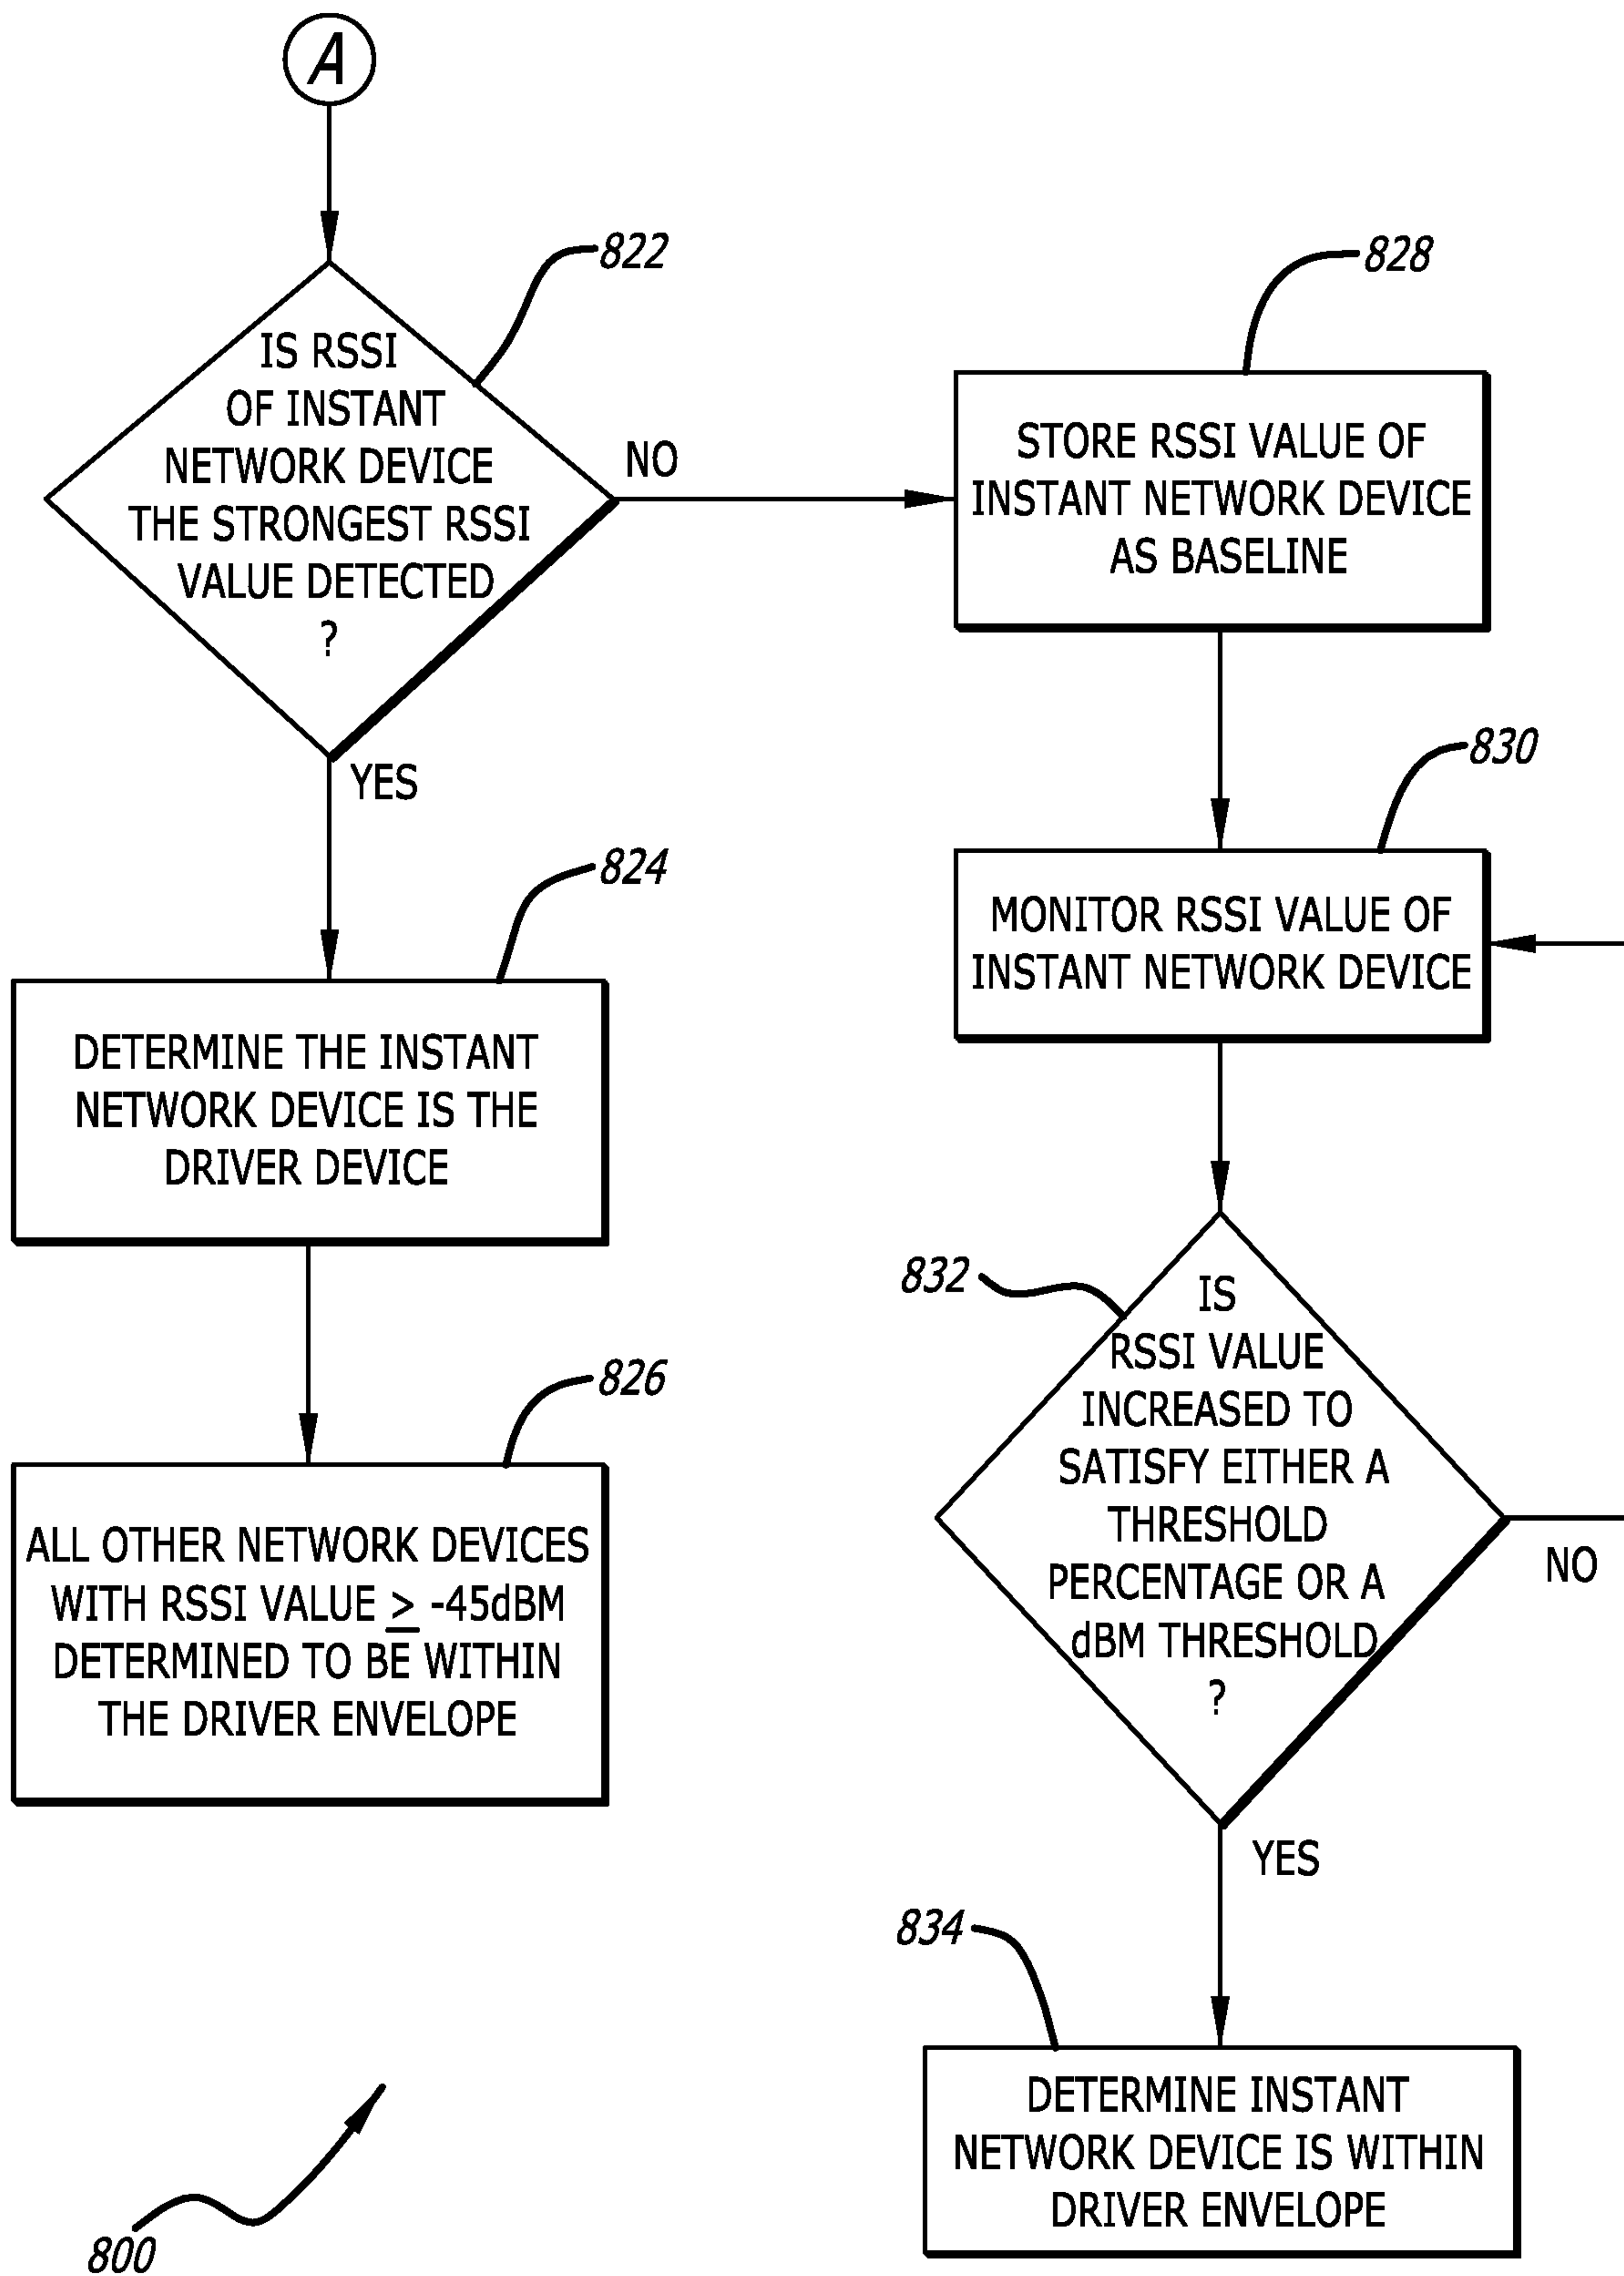 A
822
IS RSSI
OF INSTANT
NETWORK DEVICE
THE STRONGEST RSSI
VALUE DETECTED
?
NO
YES
824
DETERMINE THE INSTANT
NETWORK DEVICE IS THE
DRIVER DEVICE
826
ALL OTHER NETWORK DEVICES
WITH RSSI VALUE ≥ -45dBM
DETERMINED TO BE WITHIN
THE DRIVER ENVELOPE
828
STORE RSSI VALUE OF
INSTANT NETWORK DEVICE
AS BASELINE
830
MONITOR RSSI VALUE OF
INSTANT NETWORK DEVICE
832
IS
RSSI VALUE
INCREASED TO
SATISFY EITHER A
THRESHOLD
PERCENTAGE OR A
dBM THRESHOLD
?
NO
YES
834
DETERMINE INSTANT
NETWORK DEVICE IS WITHIN
DRIVER ENVELOPE
800